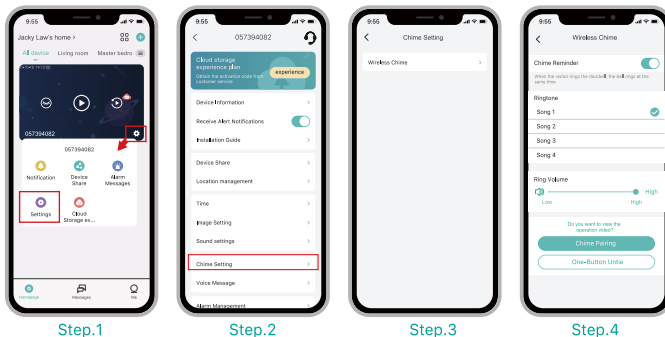 9:55
Jacky Law's home >
All device Living room Master bedro
057394082
057394082
Notification
Device Share
Alarm Messages
Settings
Cloud Storage es...
Homepage
Messages
Me
Step.1
9:55
057394082
Cloud storage
experience plan
Obtain the activation code from
customer service
experience
Device Information
Receive Alert Notifications
Installation Guide
Device Share
Location management
Time
Image Setting
Sound settings
Chime Setting
Voice Message
Alarm Management
Step.2
9:55
Chime Setting
Wireless Chime
Step.3
9:55
Wireless Chime
Chime Reminder
When the visitor rings the doorbell, the bell rings at
same time
Ringtone
Song 1
Song 2
Song 3
Song 4
Ring Volume
High
Low High
Do you want to view the
operation video?
Chime Pairing
One-Button Untie
Step.4